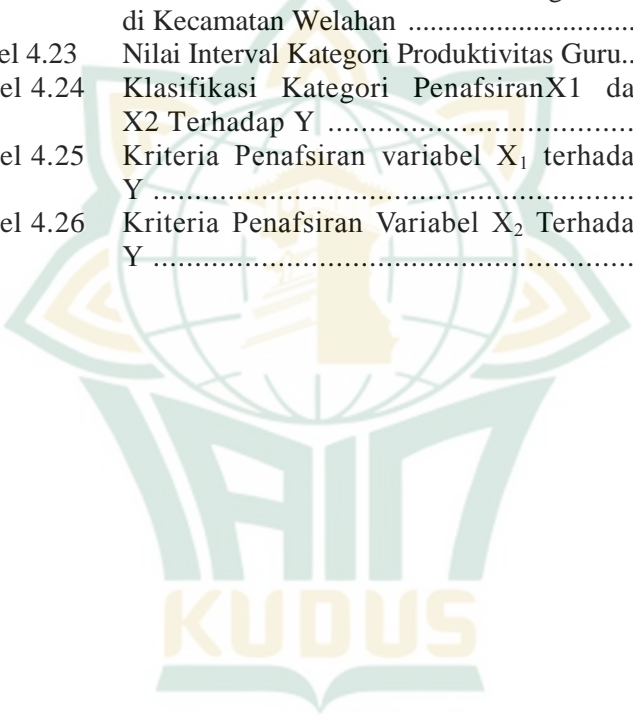 di Kecamatan Welahan ................................
el 4.23 Nilai Interval Kategori Produktivitas Guru..
el 4.24 Klasifikasi Kategori PenafsiranX1 da
X2 Terhadap Y ...........................................
el 4.25 Kriteria Penafsiran variabel X₁ terhada
Y ..................................................................
el 4.26 Kriteria Penafsiran Variabel X₂ Terhada
Y ..................................................................
IAIN
KUDUS